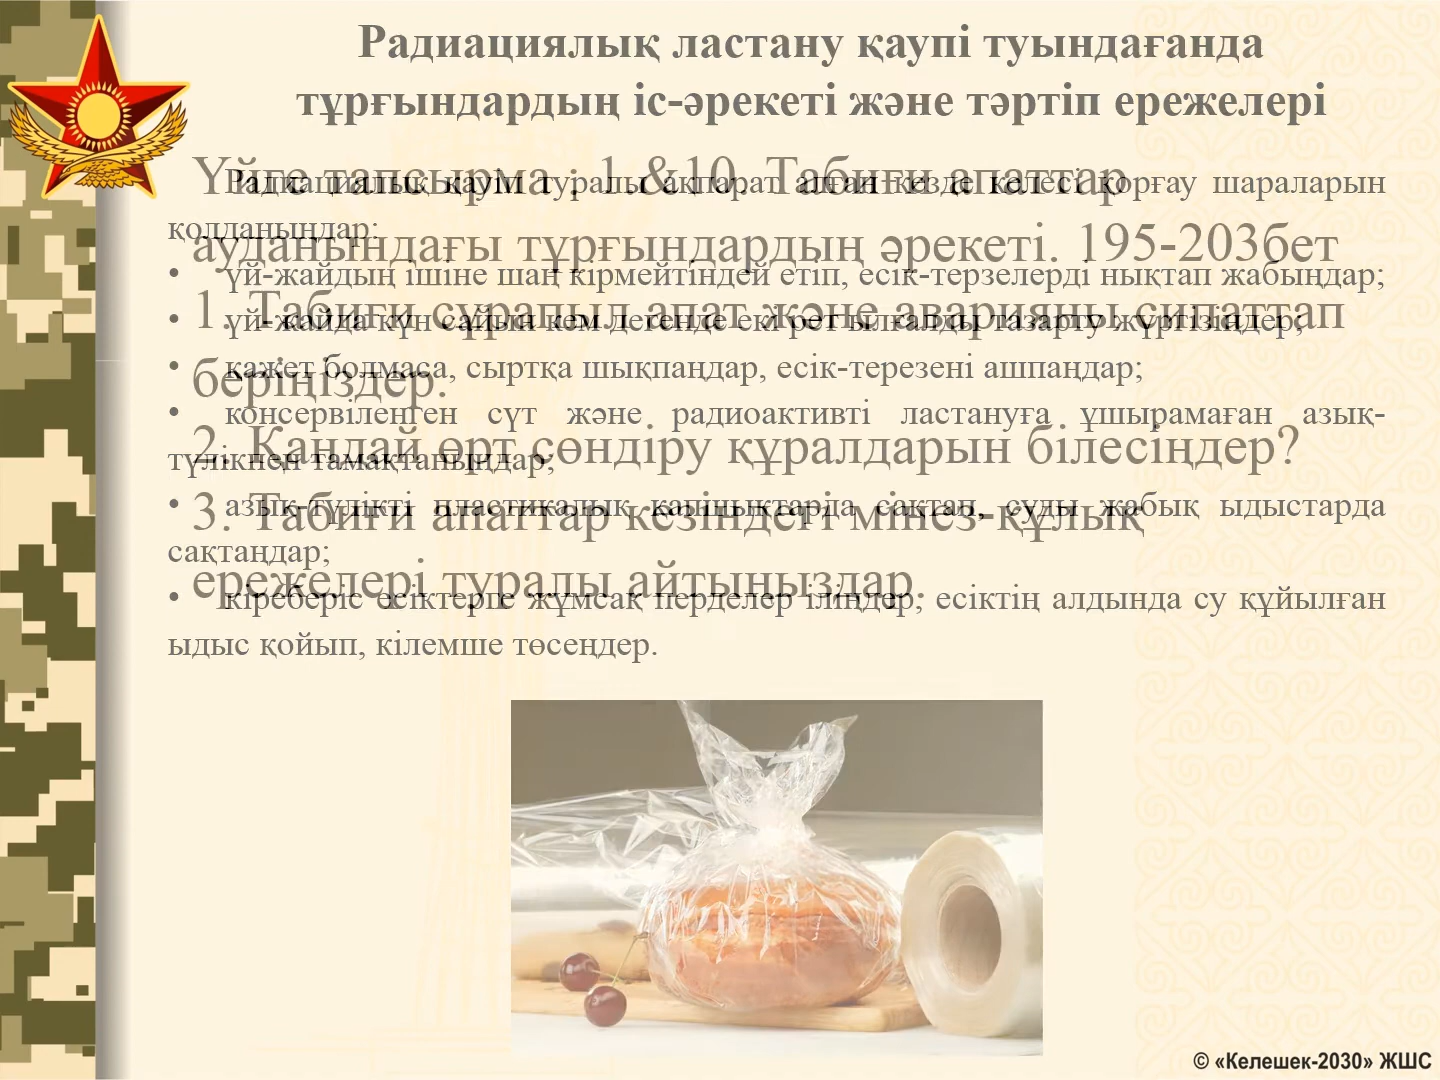 Радиациялық ластану қаупі туындағанда
тұрғындардың іс-әрекеті және тәртіп ережелері
Радиациялық қауіп туралы ақпарат алған кезде келесі қорғау шараларын
қолданыңдар:
• үй-жайдың ішіне шаң кірмейтіндей етіп, есік-терзелерді нықтап жабыңдар;
• үй-жайда күн сайын кем дегенде екі рет ылғалды тазарту жүргізіңдер;
• қажет болмаса, сыртқа шықпаңдар, есік-терезені ашпаңдар;
• консервіленген сүт және радиоактивті ластануға ұшырамаған азық-
түлікпен тамақтаныңдар;
• азық-түлікті пластикалық қапшықтарда сақтап, суды жабық ыдыстарда
сақтаңдар;
• кіреберіс есіктерге жұмсақ перделер іліңдер, есіктің алдында су құйылған
ыдыс қойып, кілемше төсеңдер.
Үйге тапсырма : 1.&10. Табиғи апаттар
ауданындағы тұрғындардың әрекеті. 195-203бет
1. Табиғи сұрапыл апат және аварияны сипаттап
беріңіздер.
2. Қандай өрт сөндіру құралдарын білесіңдер?
3. Табиғи апаттар кезіндегі мінез-құлық
ережелері туралы айтыңыздар.
© «Келешек-2030» ЖШС